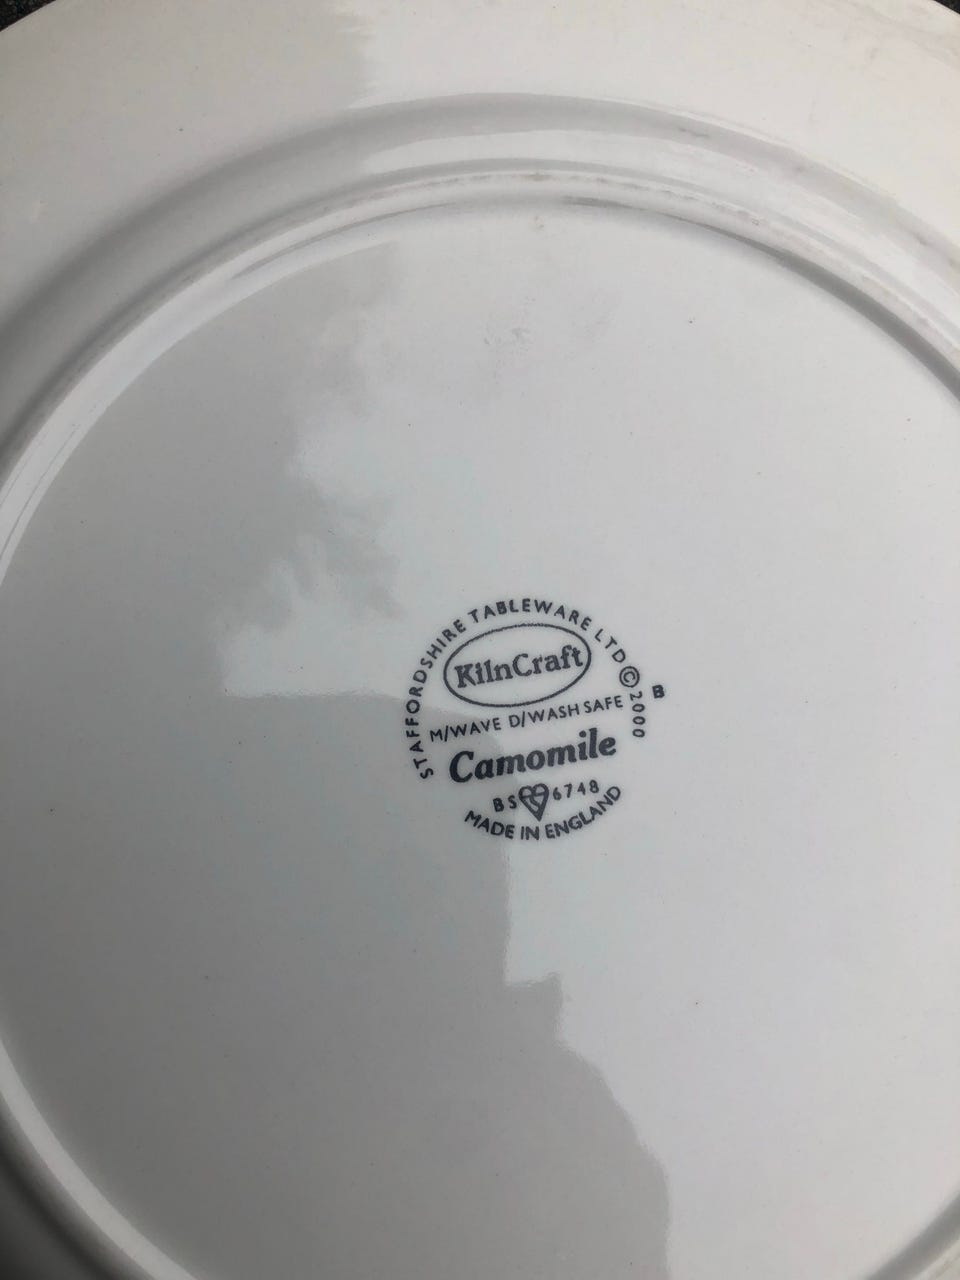 STAFFORDSHIRE TABLEWARE LTD © 2000
KilnCraft
B
M/WAVE D/WASH SAFE
Camomile
BS 6748
MADE IN ENGLAND